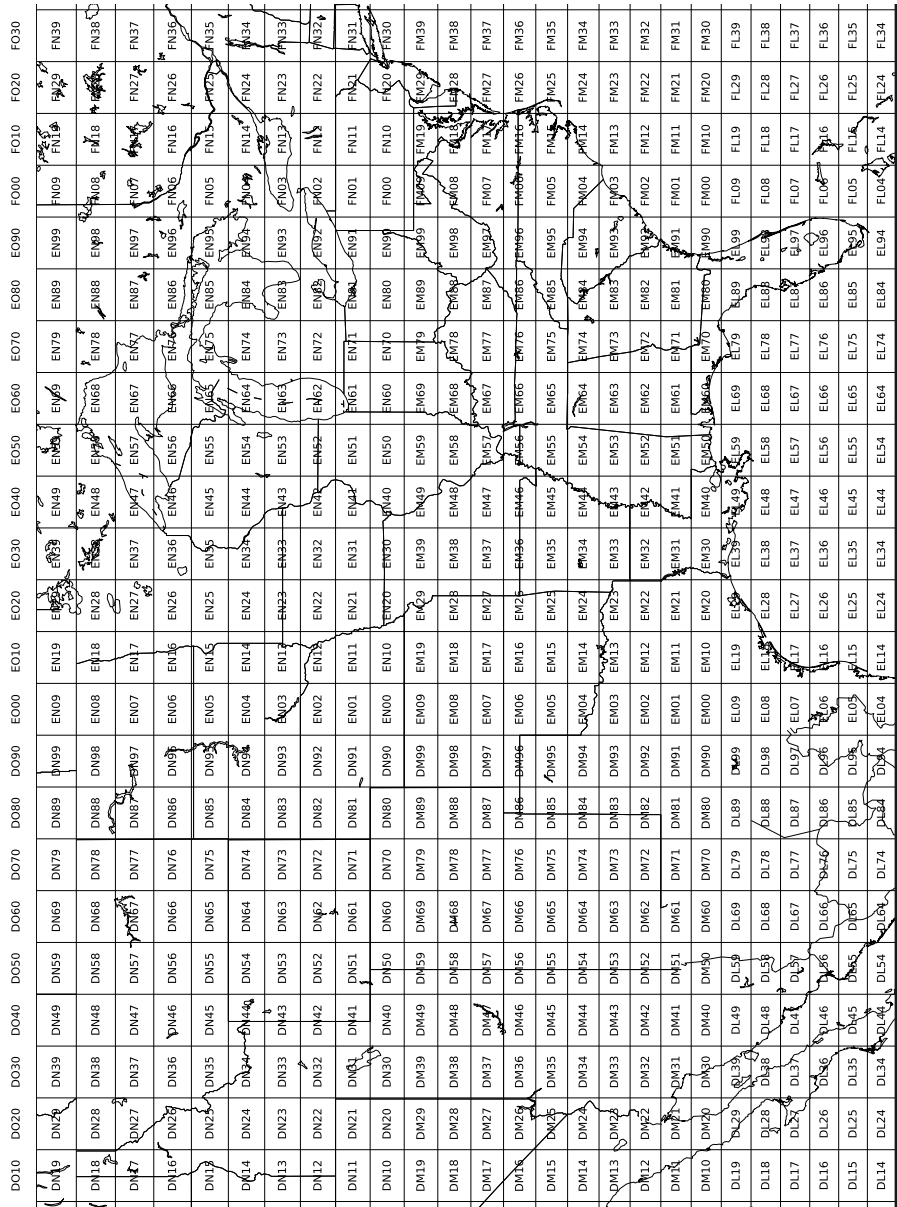 DO10 DO20 DO30 DO40 DO50 DO60 DO70 DO80 DO90 EO00 EO10 EO20 EO30 EO40 EO50 EO60 EO70 EO80 EO90 FO00 FO10 FO20 FO30
DN19 DN29 DN39 DN49 DN59 DN69 DN79 DN89 DN99 EN09 EN19 EN29 EN39 EN49 EN59 EN69 EN79 EN89 EN99 FN09 FN19 FN29 FN39
DN18 DN28 DN38 DN48 DN58 DN68 DN78 DN88 DN98 EN08 EN18 EN28 EN38 EN48 EN58 EN68 EN78 EN88 EN98 FN08 FN18 FN28 FN38
DN17 DN27 DN37 DN47 DN57 DN67 DN77 DN87 DN97 EN07 EN17 EN27 EN37 EN47 EN57 EN67 EN77 EN87 EN97 FN07 FN17 FN27 FN37
DN16 DN26 DN36 DN46 DN56 DN66 DN76 DN86 DN96 EN06 EN16 EN26 EN36 EN46 EN56 EN66 EN76 EN86 EN96 FN06 FN16 FN26 FN36
DN15 DN25 DN35 DN45 DN55 DN65 DN75 DN85 DN95 EN05 EN15 EN25 EN35 EN45 EN55 EN65 EN75 EN85 EN95 FN05 FN15 FN25 FN35
DN14 DN24 DN34 DN44 DN54 DN64 DN74 DN84 DN94 EN04 EN14 EN24 EN34 EN44 EN54 EN64 EN74 EN84 EN94 FN04 FN14 FN24 FN34
DN13 DN23 DN33 DN43 DN53 DN63 DN73 DN83 DN93 EN03 EN13 EN23 EN33 EN43 EN53 EN63 EN73 EN83 EN93 FN03 FN13 FN23 FN33
DN12 DN22 DN32 DN42 DN52 DN62 DN72 DN82 DN92 EN02 EN12 EN22 EN32 EN42 EN52 EN62 EN72 EN82 EN92 FN02 FN12 FN22 FN32
DN11 DN21 DN31 DN41 DN51 DN61 DN71 DN81 DN91 EN01 EN11 EN21 EN31 EN41 EN51 EN61 EN71 EN81 EN91 FN01 FN11 FN21 FN31
DN10 DN20 DN30 DN40 DN50 DN60 DN70 DN80 DN90 EN00 EN10 EN20 EN30 EN40 EN50 EN60 EN70 EN80 EN90 FN00 FN10 FN20 FN30
DM19 DM29 DM39 DM49 DM59 DM69 DM79 DM89 DM99 EM09 EM19 EM29 EM39 EM49 EM59 EM69 EM79 EM89 EM99 FM09 FM19 FM29 FM39
DM18 DM28 DM38 DM48 DM58 DM68 DM78 DM88 DM98 EM08 EM18 EM28 EM38 EM48 EM58 EM68 EM78 EM88 EM98 FM08 FM18 FM28 FM38
DM17 DM27 DM37 DM47 DM57 DM67 DM77 DM87 DM97 EM07 EM17 EM27 EM37 EM47 EM57 EM67 EM77 EM87 EM97 FM07 FM17 FM27 FM37
DM16 DM26 DM36 DM46 DM56 DM66 DM76 DM86 DM96 EM06 EM16 EM26 EM36 EM46 EM56 EM66 EM76 EM86 EM96 FM06 FM16 FM26 FM36
DM15 DM25 DM35 DM45 DM55 DM65 DM75 DM85 DM95 EM05 EM15 EM25 EM35 EM45 EM55 EM65 EM75 EM85 EM95 FM05 FM15 FM25 FM35
DM14 DM24 DM34 DM44 DM54 DM64 DM74 DM84 DM94 EM04 EM14 EM24 EM34 EM44 EM54 EM64 EM74 EM84 EM94 FM04 FM14 FM24 FM34
DM13 DM23 DM33 DM43 DM53 DM63 DM73 DM83 DM93 EM03 EM13 EM23 EM33 EM43 EM53 EM63 EM73 EM83 EM93 FM03 FM13 FM23 FM33
DM12 DM22 DM32 DM42 DM52 DM62 DM72 DM82 DM92 EM02 EM12 EM22 EM32 EM42 EM52 EM62 EM72 EM82 EM92 FM02 FM12 FM22 FM32
DM11 DM21 DM31 DM41 DM51 DM61 DM71 DM81 DM91 EM01 EM11 EM21 EM31 EM41 EM51 EM61 EM71 EM81 EM91 FM01 FM11 FM21 FM31
DM10 DM20 DM30 DM40 DM50 DM60 DM70 DM80 DM90 EM00 EM10 EM20 EM30 EM40 EM50 EM60 EM70 EM80 EM90 FM00 FM10 FM20 FM30
DL19 DL29 DL39 DL49 DL59 DL69 DL79 DL89 DL99 EL09 EL19 EL29 EL39 EL49 EL59 EL69 EL79 EL89 EL99 FL09 FL19 FL29 FL39
DL18 DL28 DL38 DL48 DL58 DL68 DL78 DL88 DL98 EL08 EL18 EL28 EL38 EL48 EL58 EL68 EL78 EL88 EL98 FL08 FL18 FL28 FL38
DL17 DL27 DL37 DL47 DL57 DL67 DL77 DL87 DL97 EL07 EL17 EL27 EL37 EL47 EL57 EL67 EL77 EL87 EL97 FL07 FL17 FL27 FL37
DL16 DL26 DL36 DL46 DL56 DL66 DL76 DL86 DL96 EL06 EL16 EL26 EL36 EL46 EL56 EL66 EL76 EL86 EL96 FL06 FL16 FL26 FL36
DL15 DL25 DL35 DL45 DL55 DL65 DL75 DL85 DL95 EL05 EL15 EL25 EL35 EL45 EL55 EL65 EL75 EL85 EL95 FL05 FL15 FL25 FL35
DL14 DL24 DL34 DL44 DL54 DL64 DL74 DL84 DL94 EL04 EL14 EL24 EL34 EL44 EL54 EL64 EL74 EL84 EL94 FL04 FL14 FL24 FL34